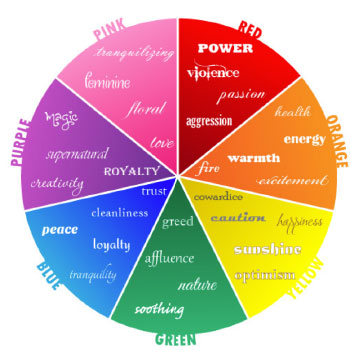 PINK
tranquilizing
feminine
floral
love
RED
POWER
violence
passion
aggression
ORANGE
health
energy
warmth
fire
excitement
YELLOW
cowardice
caution
happiness
sunshine
optimism
GREEN
greed
affluence
nature
soothing
BLUE
trust
cleanliness
peace
loyalty
tranquility
PURPLE
Magic
supernatural
ROYALTY
creativity